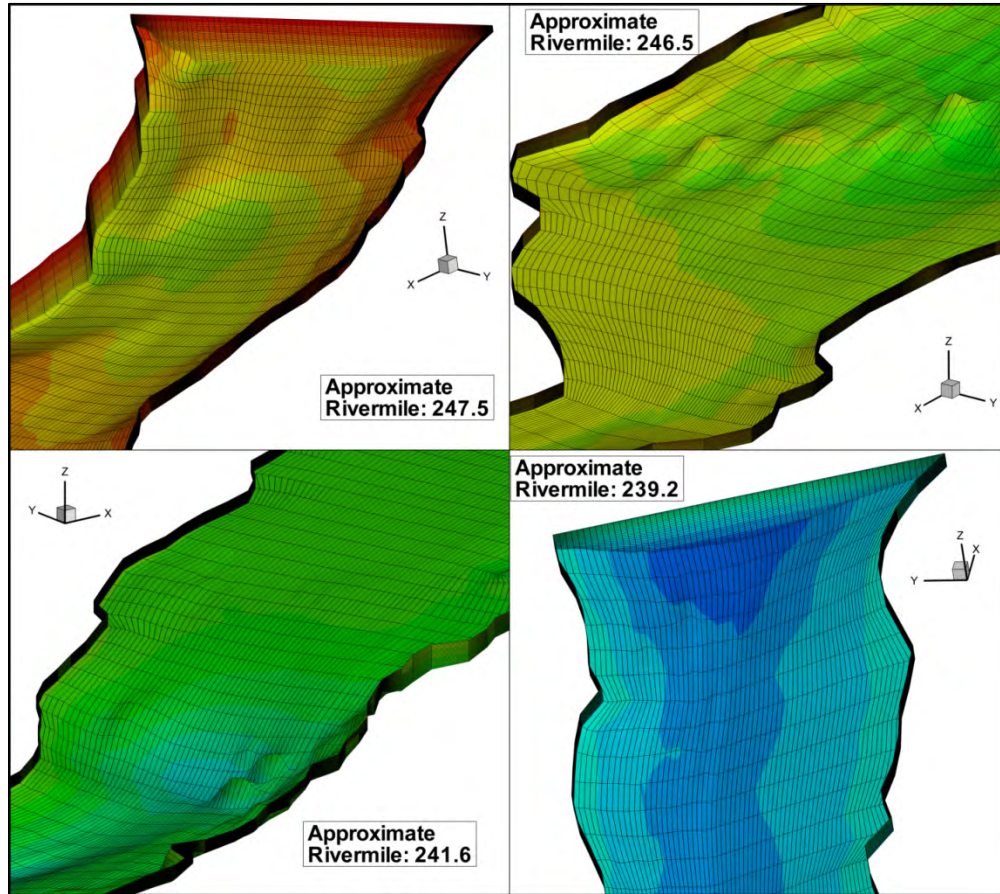 Approximate
Rivermile: 247.5
Z
X
Y
Approximate
Rivermile: 246.5
Z
X
Y
Z
Y
X
Approximate
Rivermile: 241.6
Approximate
Rivermile: 239.2
Z
X
Y